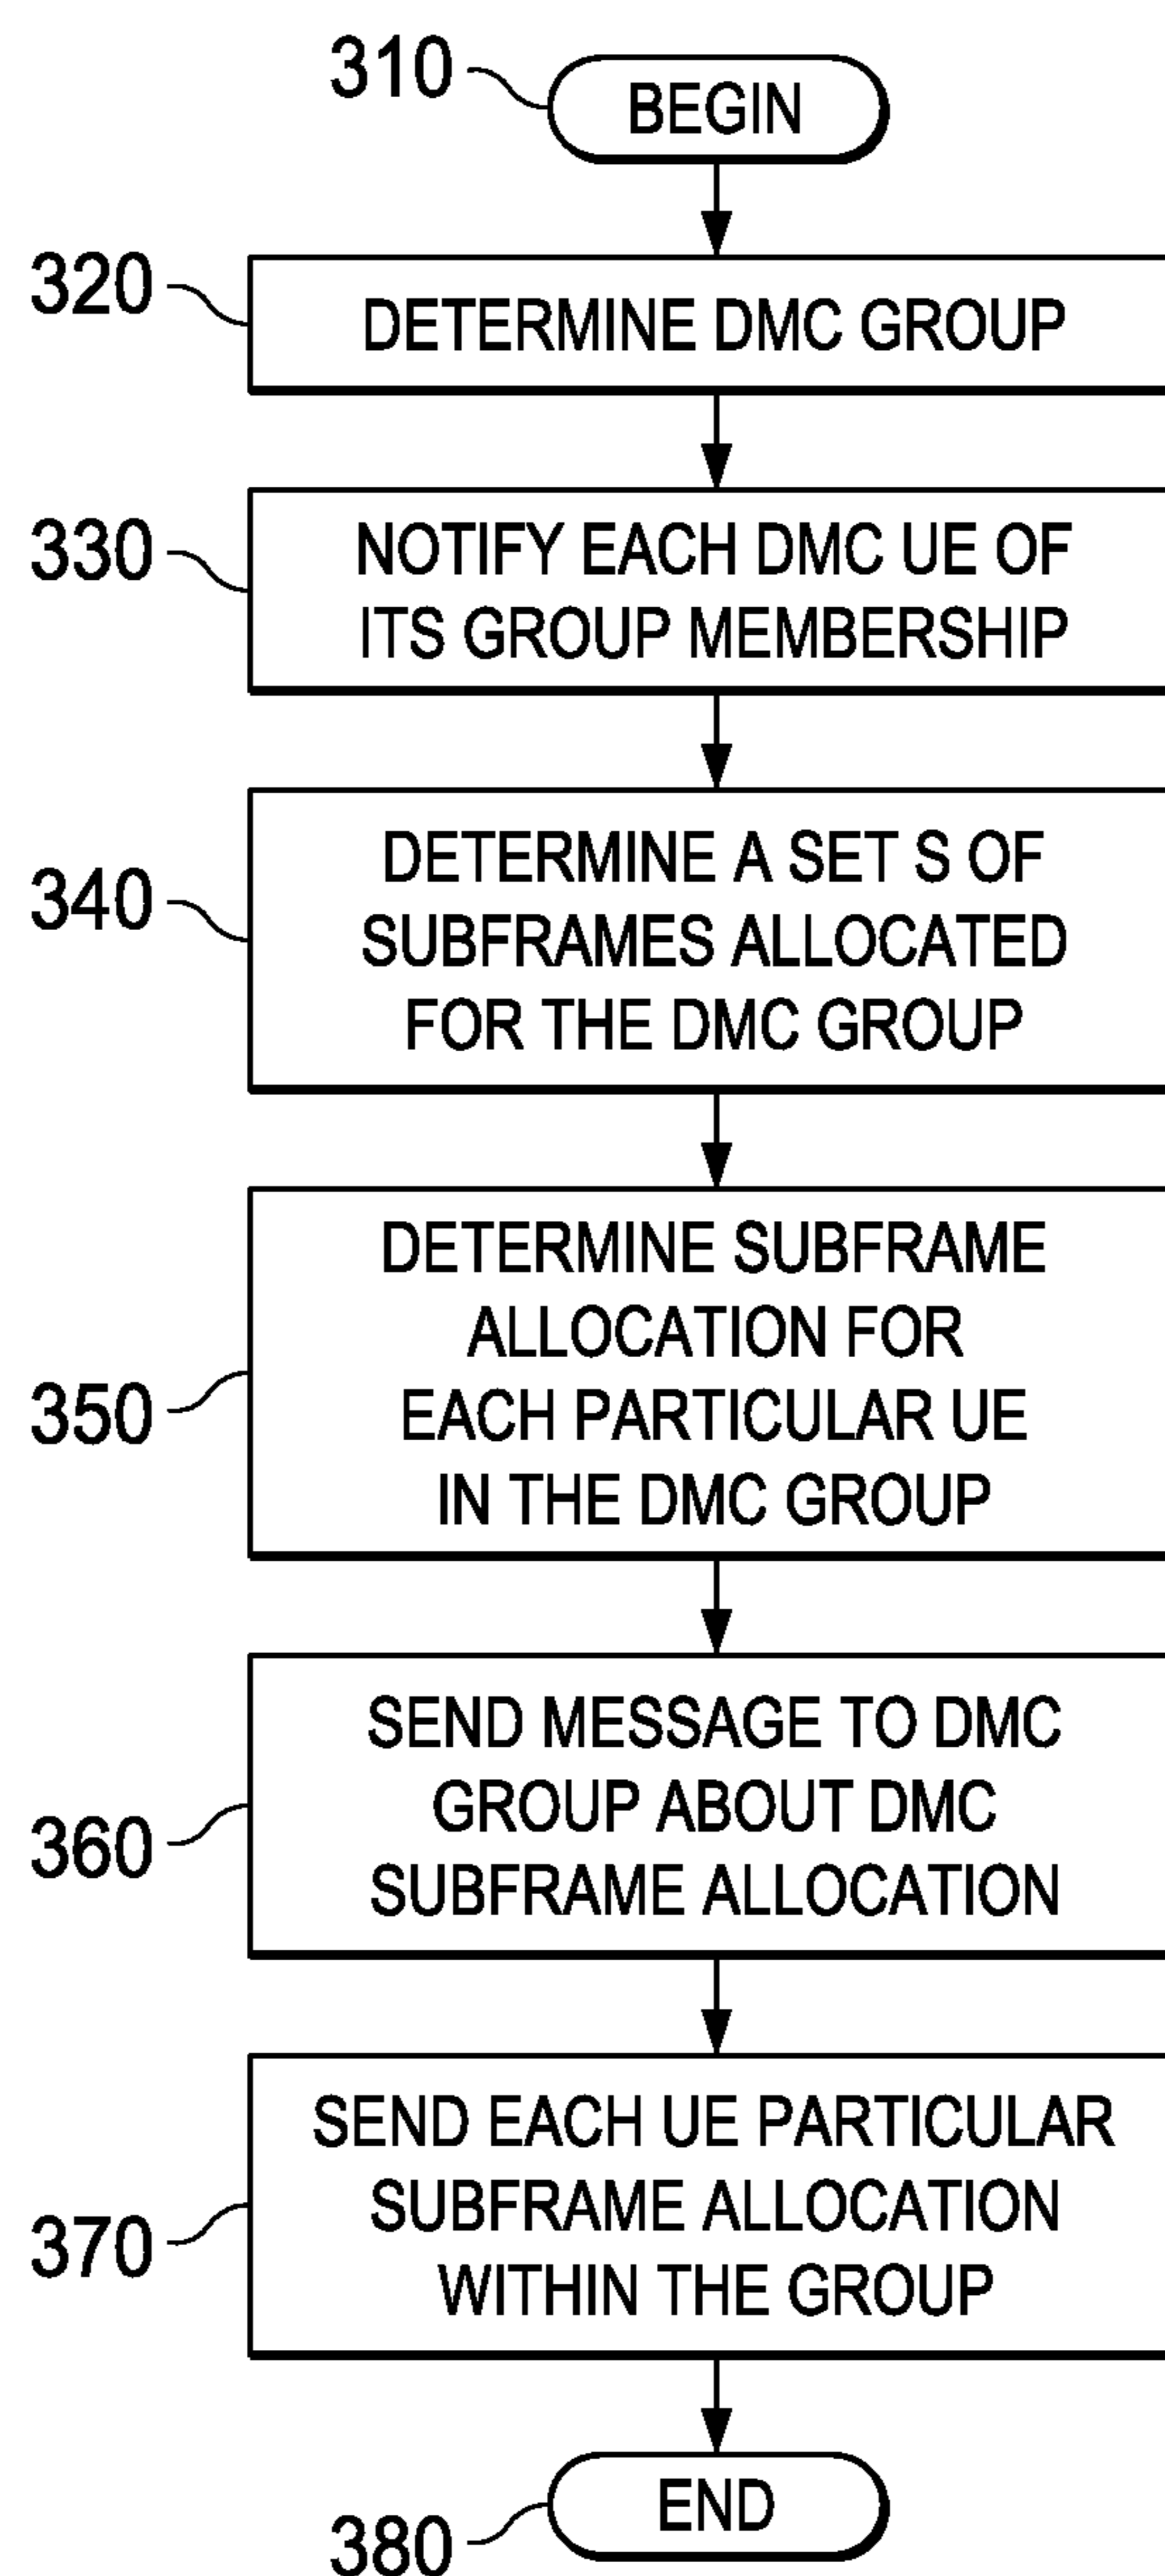 310
BEGIN
320
DETERMINE DMC GROUP
330
NOTIFY EACH DMC UE OF
ITS GROUP MEMBERSHIP
340
DETERMINE A SET S OF
SUBFRAMES ALLOCATED
FOR THE DMC GROUP
350
DETERMINE SUBFRAME
ALLOCATION FOR
EACH PARTICULAR UE
IN THE DMC GROUP
360
SEND MESSAGE TO DMC
GROUP ABOUT DMC
SUBFRAME ALLOCATION
370
SEND EACH UE PARTICULAR
SUBFRAME ALLOCATION
WITHIN THE GROUP
380
END